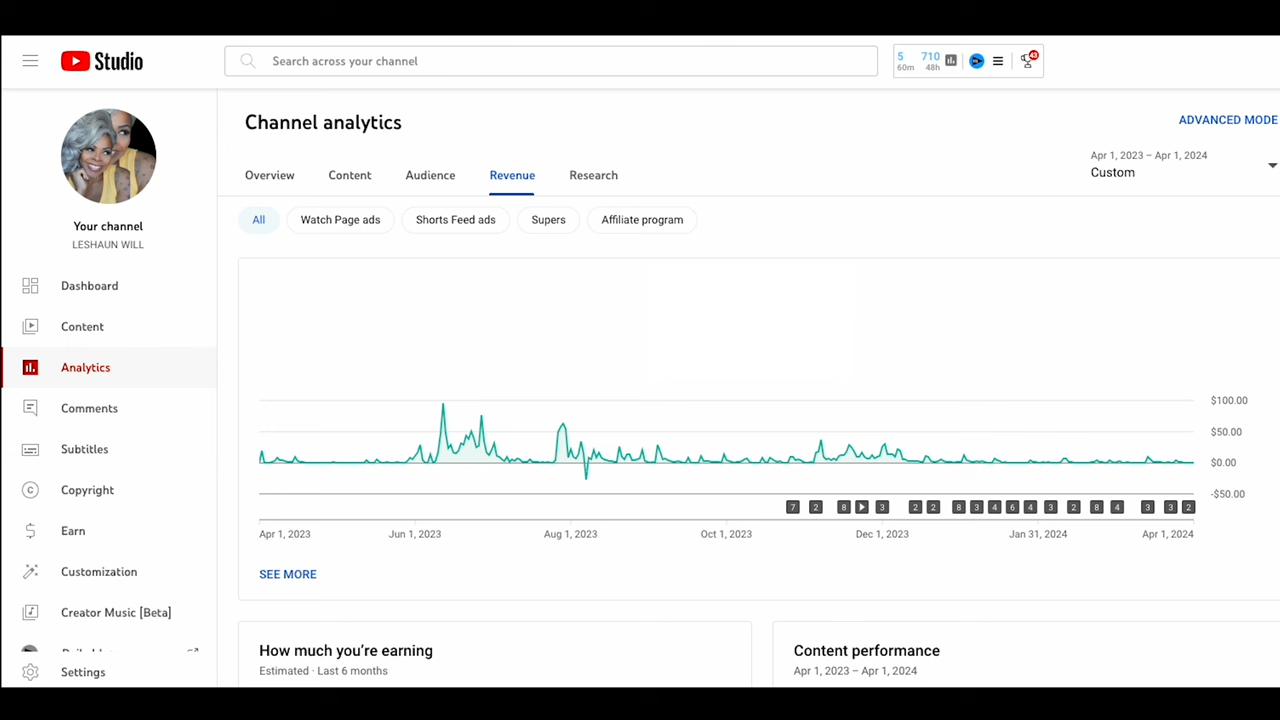 Studio
Search across your channel
5 710
60m 48h
43
Channel analytics
ADVANCED MODE
Apr 1, 2023 – Apr 1, 2024
Custom
Overview Content Audience Revenue Research
All Watch Page ads Shorts Feed ads Supers Affiliate program
Your channel
LESHAUN WILL
Dashboard
Content
Analytics
Comments
Subtitles
Copyright
Earn
Customization
Creator Music [Beta]
Settings
$100.00
$50.00
$0.00
-$50.00
7 2 8 3 2 2 8 3 4 6 4 3 2 8 4 3 3 2
Apr 1, 2023 Jun 1, 2023 Aug 1, 2023 Oct 1, 2023 Dec 1, 2023 Jan 31, 2024 Apr 1, 2024
SEE MORE
How much you’re earning
Estimated · Last 6 months
Content performance
Apr 1, 2023 – Apr 1, 2024